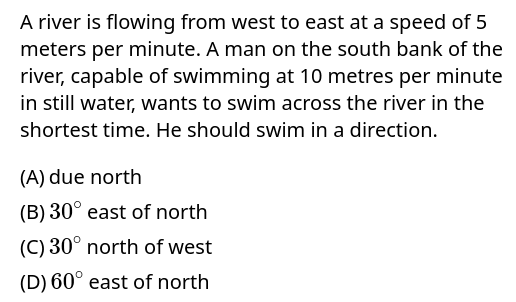 A river is flowing from west to east at a speed of 5
meters per minute. A man on the south bank of the
river, capable of swimming at 10 metres per minute
in still water, wants to swim across the river in the
shortest time. He should swim in a direction.
(A) due north
(B) 30° east of north
(C) 30° north of west
(D) 60° east of north